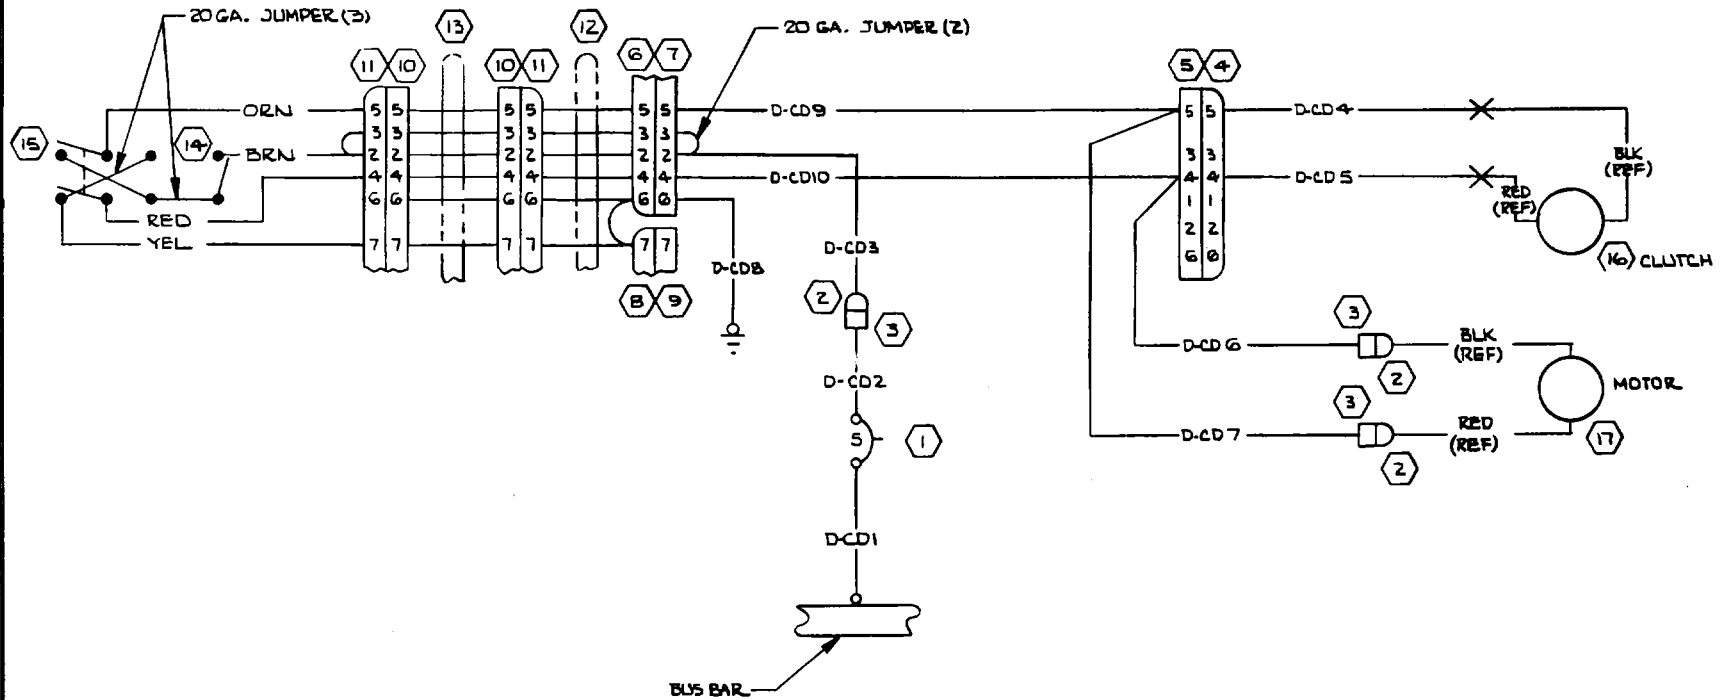 20 GA. JUMPER (3)
13
12
20 GA. JUMPER (2)
11 10
10 11
6 7
5 4
ORN
5 5
5 5
5 5
D-CD9
5 5
D-CD4
3 3
3 3
3 3
15
14
BRN
2 2
2 2
2 2
3 3
BLK
(REF)
4 4
4 4
4 4
D-CD10
4 4
D-CD5
RED
(REF)
6 6
6 6
6 6
1 1
RED
2 2
YEL
7 7
7 7
7 7
D-CD3
6 6
16 CLUTCH
D-CD8
8 9
2
3
3
D-CD6
BLK
(REF)
2
D-CD2
MOTOR
3
5
1
D-CD7
RED
(REF)
17
2
D-CD1
BUS BAR